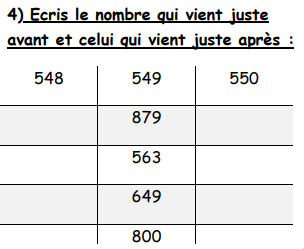 4) Ecris le nombre qui vient juste
avant et celui qui vient juste après :
548 549 550
879
563
649
800